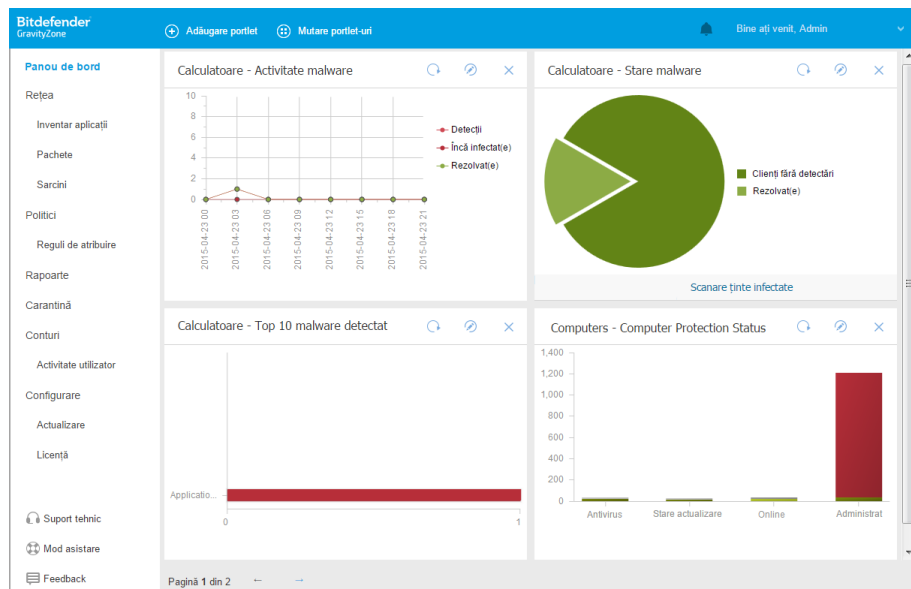 Bitdefender
GravityZone
Adăugare portlet
Mutare portlet-uri
Bine ați venit, Admin
Panou de bord
Rețea
Inventar aplicații
Pachete
Sarcini
Politici
Reguli de atribuire
Rapoarte
Carantină
Conturi
Activitate utilizator
Configurare
Actualizare
Licență
Suport tehnic
Mod asistare
Feedback
Calculatoare - Activitate malware
10
8
6
4
2
0
2015-04-23 00
2015-04-23 03
2015-04-23 06
2015-04-23 09
2015-04-23 12
2015-04-23 15
2015-04-23 18
2015-04-23 21
Detecții
Încă infectat(e)
Rezolvat(e)
Calculatoare - Stare malware
Clienți fără detectări
Rezolvat(e)
Scanare ținte infectate
Calculatoare - Top 10 malware detectat
Applicatio...
0
1
Computers - Computer Protection Status
1,400
1,200
1,000
800
600
400
200
0
Antivirus
Stare actualizare
Online
Administrat
Pagină 1 din 2